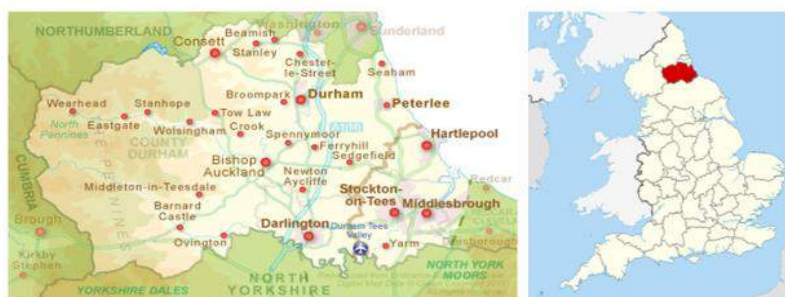 NORTHUMBERLAND
Washington
Sunderland
Beamish
Consett
Stanley
Chester-
le-Street
Seaham
Broompark
Durham
Wearhead
Stanhope
Peterlee
Tow Law
Eastgate
Wolsingham
Crook
North
Pennines
Spennymoor
Hartlepool
COUNTY
DURHAM
Ferryhill
Sedgefield
Bishop
Auckland
CUMBRIA
Newton
Aycliffe
Redcar
Middleton-in-Teesdale
Stockton-
on-Tees
Middlesbrough
PENNINES
Barnard
Castle
Brough
Darlington
Durham Tees
Valley
Ovington
Yarm
Kirkby
Stephen
NORTH
YORKSHIRE
NORTH YORK
MOORS
YORKSHIRE DALES